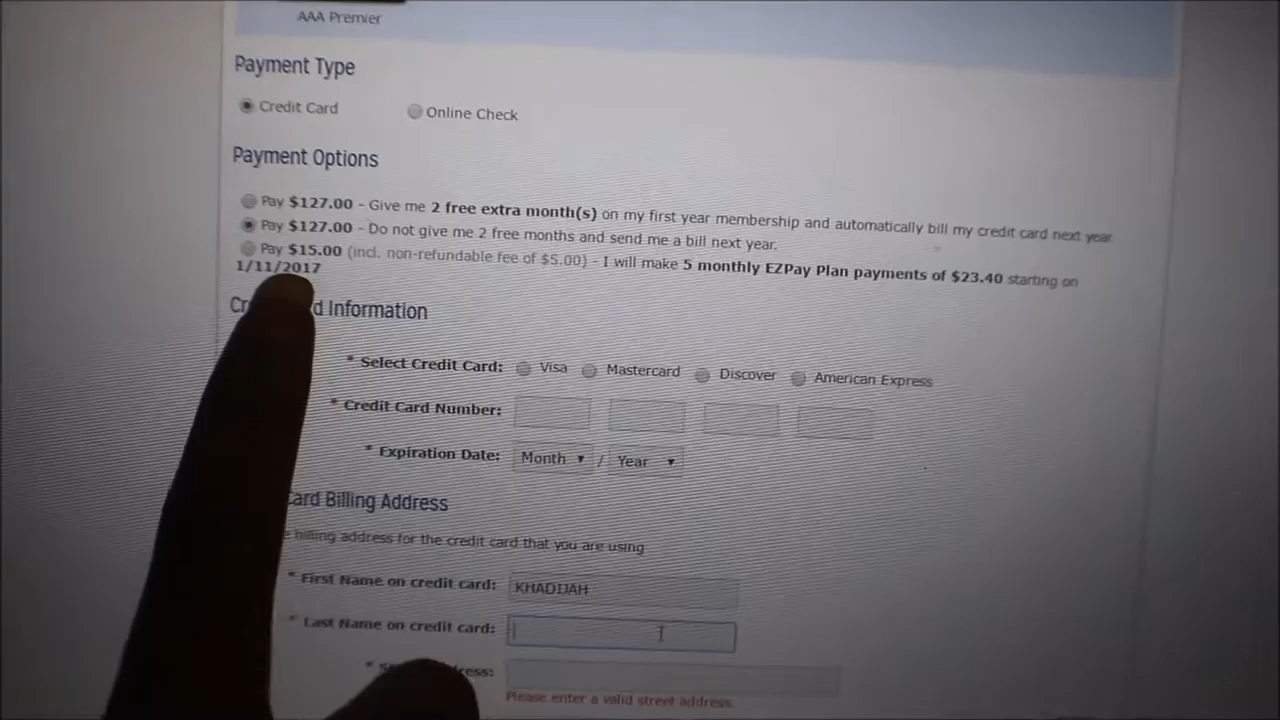 AAA Premier
Payment Type
Credit Card Online Check
Payment Options
Pay $127.00 - Give me 2 free extra month(s) on my first year membership and automatically bill my credit card next year.
Pay $127.00 - Do not give me 2 free months and send me a bill next year.
Pay $15.00 (incl. non-refundable fee of $5.00) - I will make 5 monthly EZPay Plan payments of $23.40 starting on
1/11/2017
Information
* Select Credit Card: Visa Mastercard Discover American Express
* Credit Card Number:
* Expiration Date: Month / Year
Billing Address
billing address for the credit card that you are using
* First Name on credit card: KHADIJAH
* Last Name on credit card:
*
Please enter a valid street address.